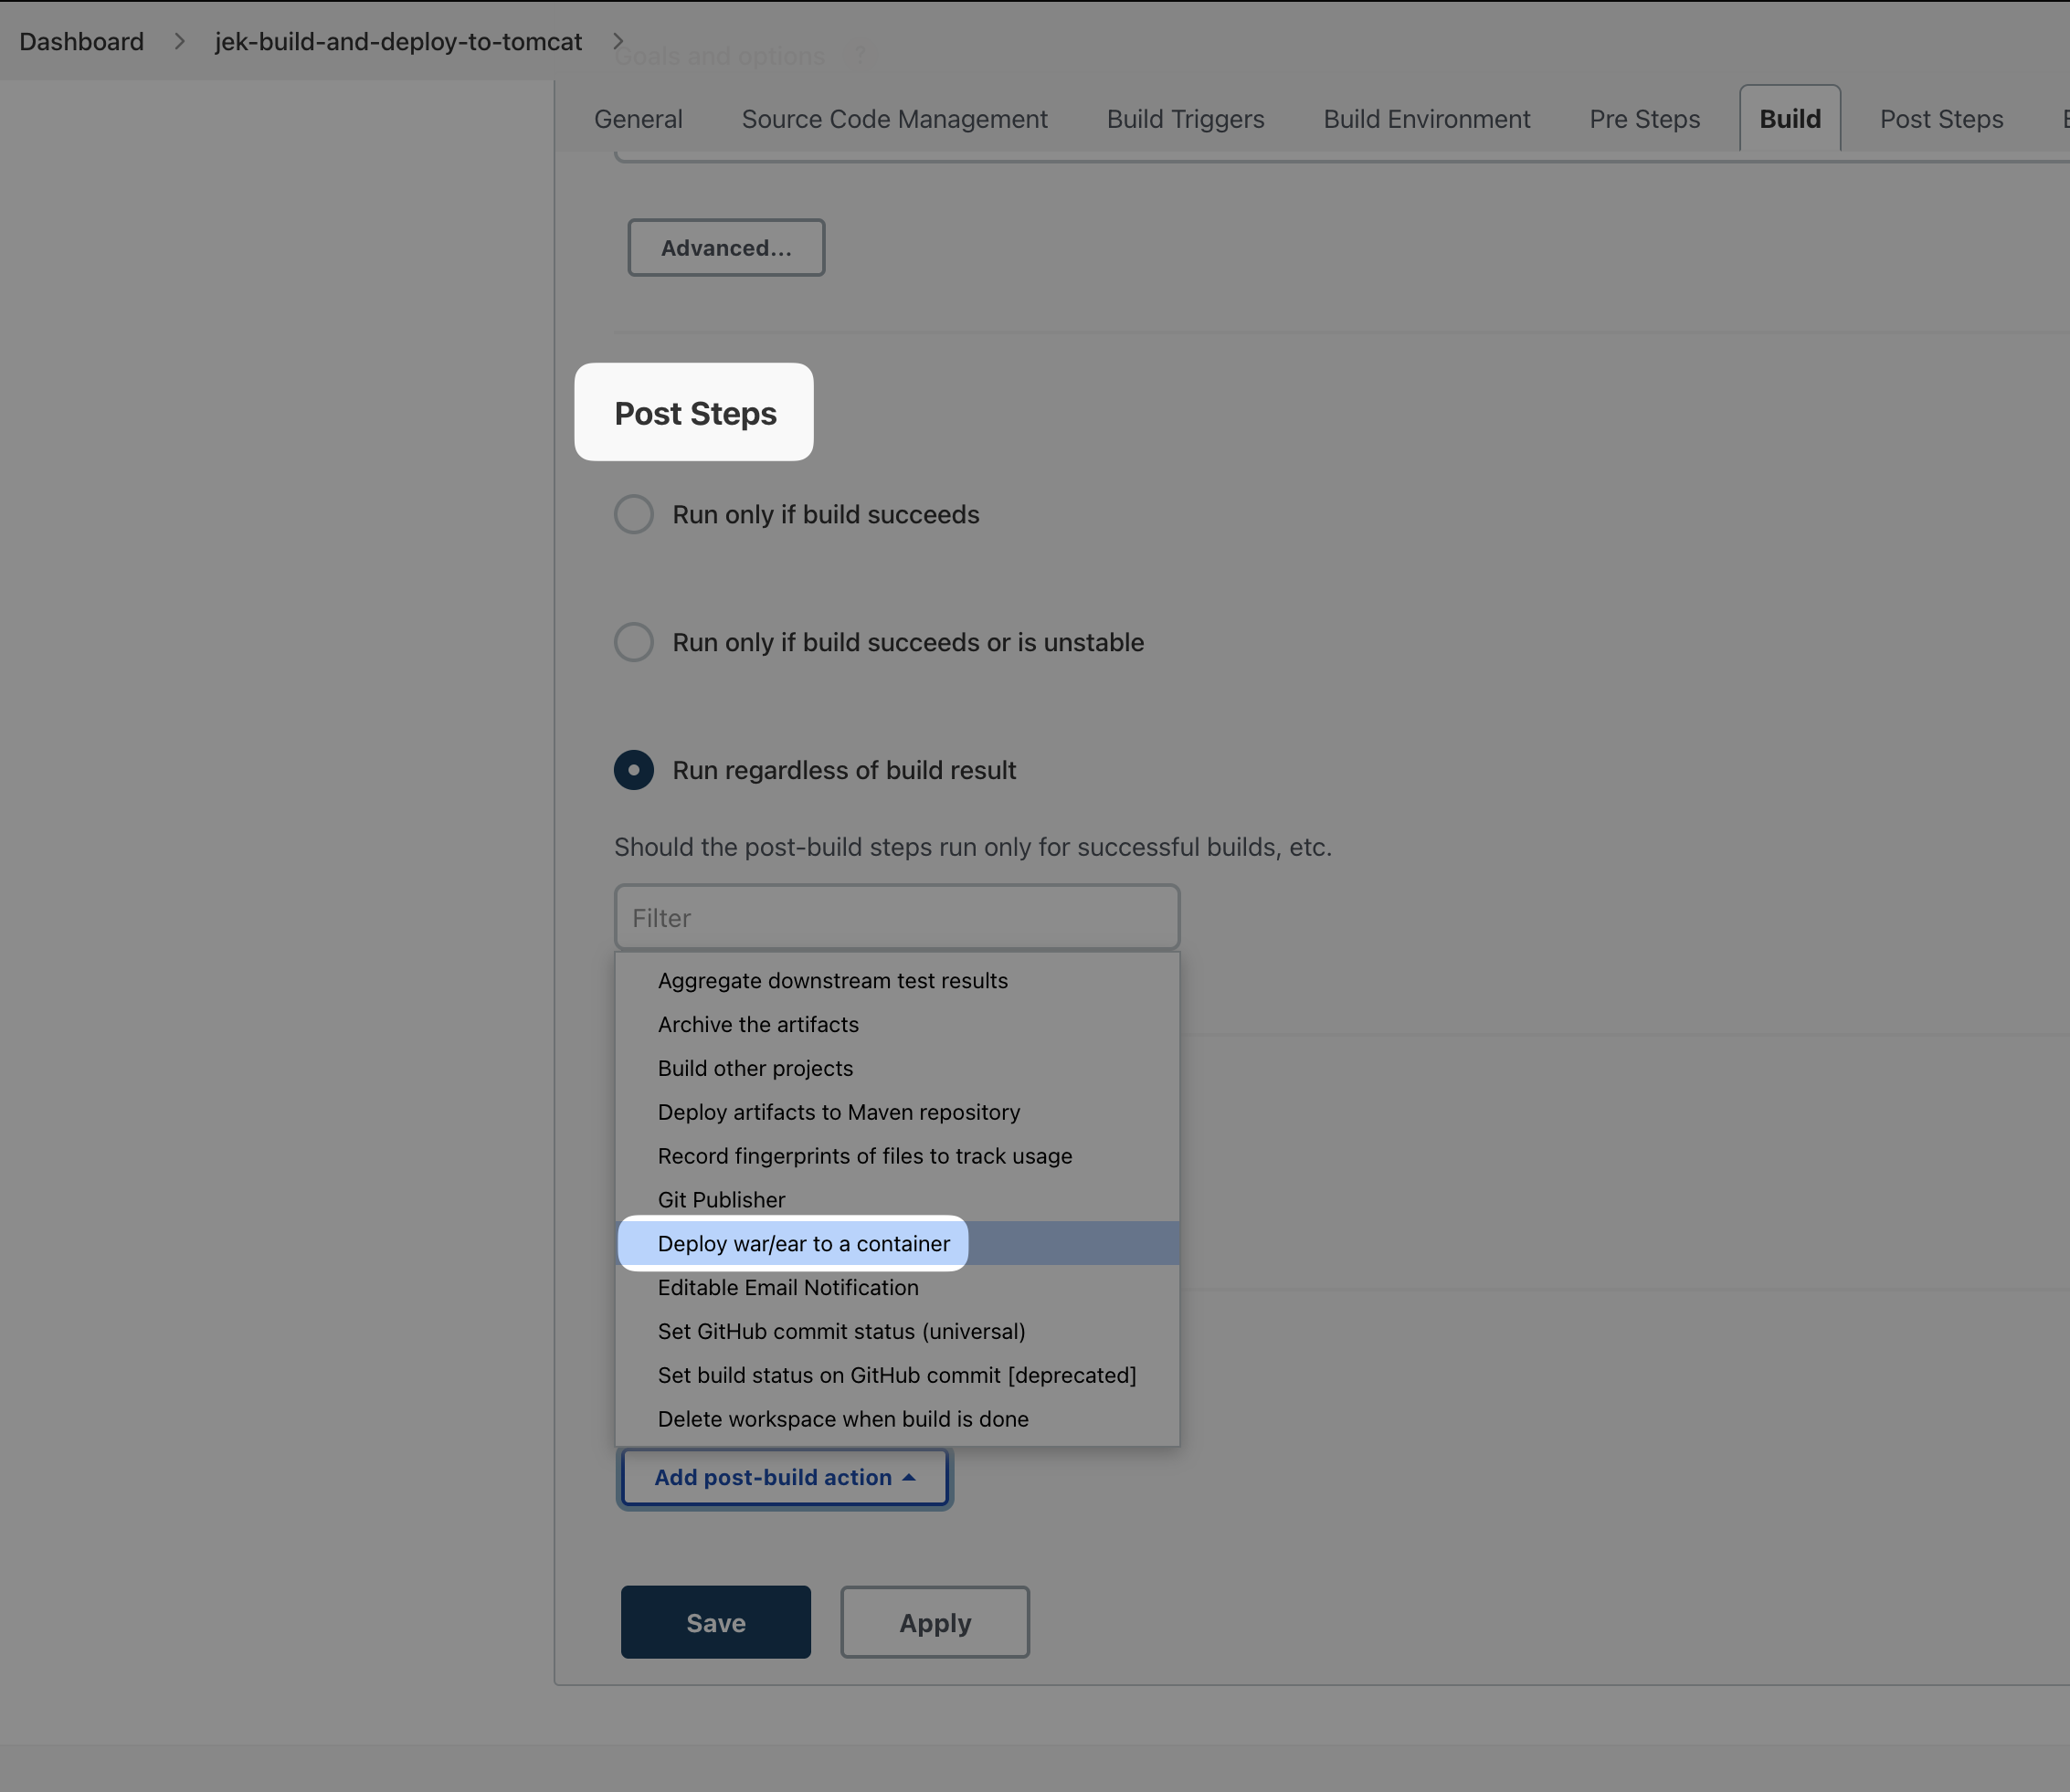 Dashboard > jek-build-and-deploy-to-tomcat >
Goals and options ?
General Source Code Management Build Triggers Build Environment Pre Steps Build Post Steps
Advanced...
Post Steps
Run only if build succeeds
Run only if build succeeds or is unstable
Run regardless of build result
Should the post-build steps run only for successful builds, etc.
Filter
Aggregate downstream test results
Archive the artifacts
Build other projects
Deploy artifacts to Maven repository
Record fingerprints of files to track usage
Git Publisher
Deploy war/ear to a container
Editable Email Notification
Set GitHub commit status (universal)
Set build status on GitHub commit [deprecated]
Delete workspace when build is done
Add post-build action
Save Apply